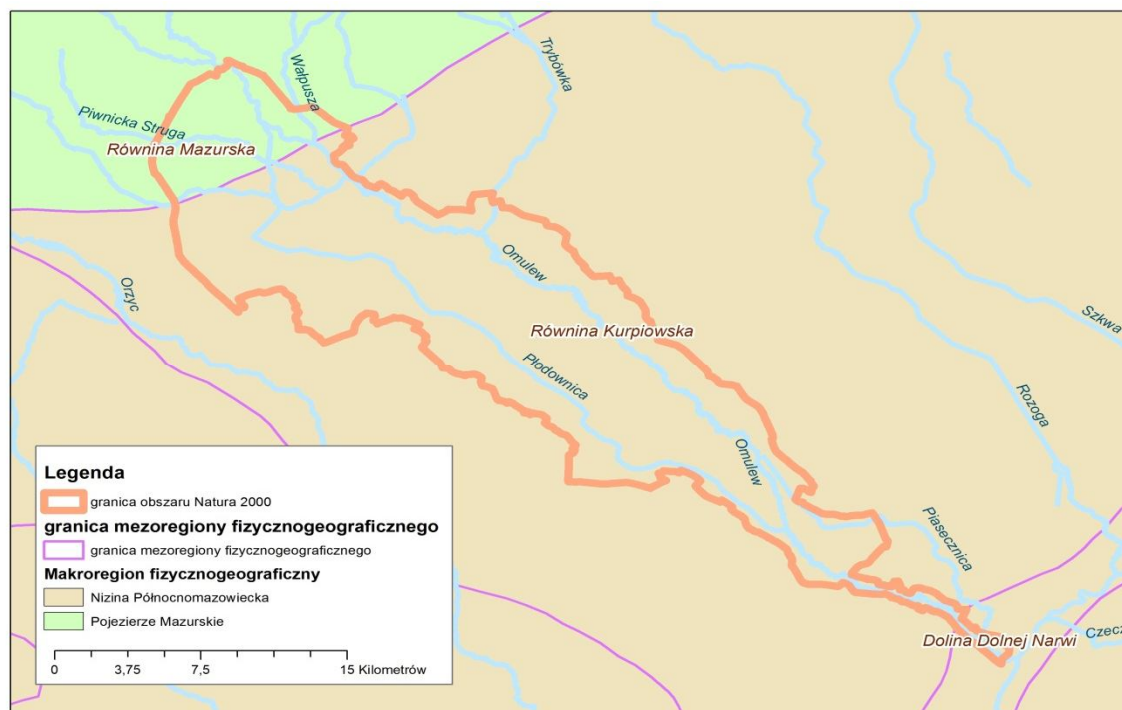 Trybówka
Wałpusza
Piwnicka Struga
Równina Mazurska
Omulew
Orzyc
Szkwa
Równina Kurpiowska
Płodownica
Rozoga
Omulew
Piasecznica
Czecz
Dolina Dolnej Narwi
Legenda
granica obszaru Natura 2000
granica mezoregiony fizycznogeograficznego
granica mezoregiony fizycznogeograficznego
Makroregion fizycznogeograficzny
Nizina Północnomazowiecka
Pojezierze Mazurskie
0 3,75 7,5 15 Kilometrów